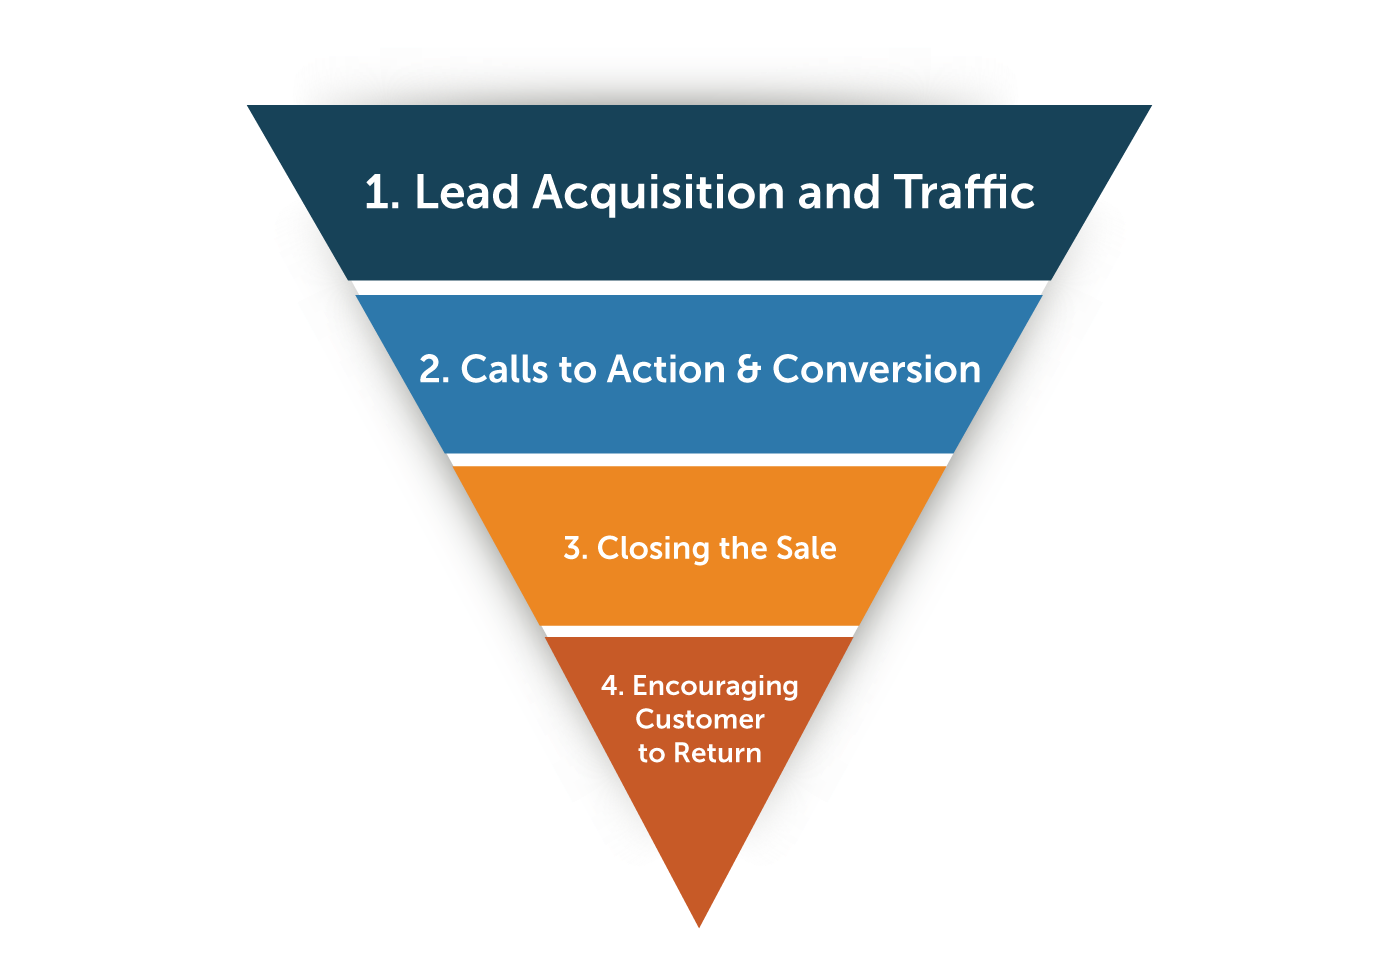 1. Lead Acquisition and Traffic
2. Calls to Action & Conversion
3. Closing the Sale
4. Encouraging
Customer
to Return